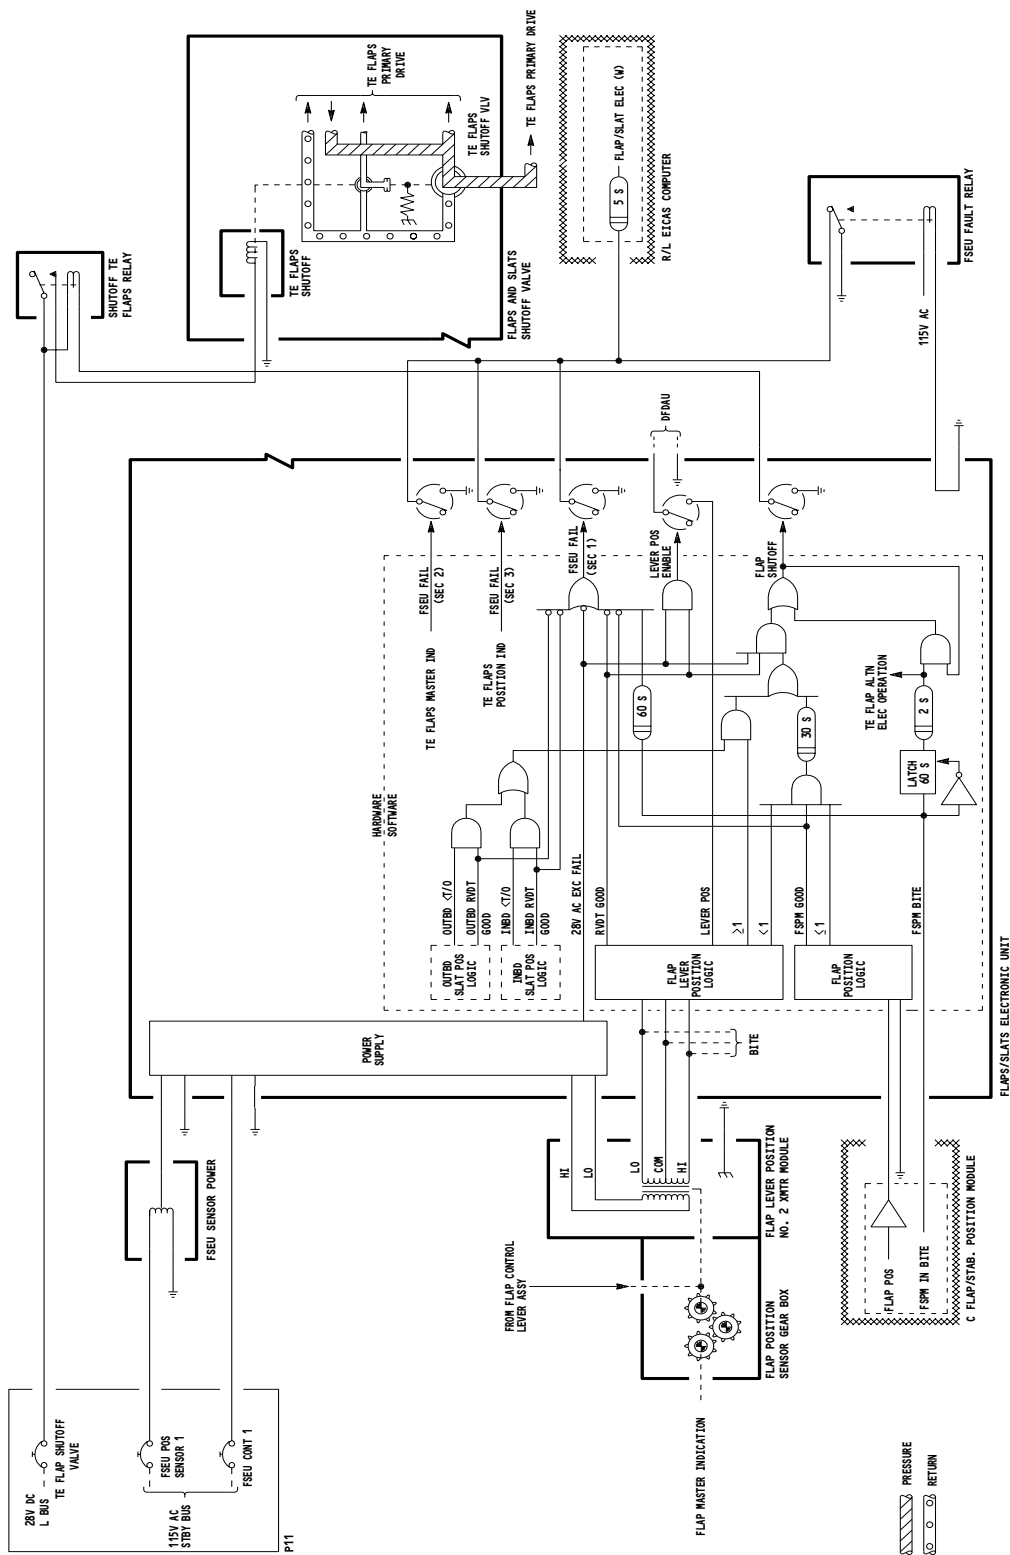 28V DC
L BUS
TE FLAP SHUTOFF
VALVE
115V AC
STBY BUS
FSEU POS
SENSOR 1
FSEU CONT 1
P11
FSEU SENSOR POWER
SHUTOFF TE
FLAPS RELAY
TE FLAPS
PRIMARY
DRIVE
TE FLAPS
SHUTOFF VLV
TE FLAPS PRIMARY DRIVE
TE FLAPS
SHUTOFF
FLAPS AND SLATS
SHUTOFF VALVE
5 S
FLAP/SLAT ELEC (W)
R/L EICAS COMPUTER
115V AC
FSEU FAULT RELAY
POWER
SUPPLY
HARDWARE
SOFTWARE
TE FLAPS MASTER IND
FSEU FAIL
(SEC 2)
TE FLAPS
POSITION IND
FSEU FAIL
(SEC 3)
FSEU FAIL
(SEC 1)
LEVER POS
ENABLE
DFDAU
FLAP
SHUTOFF
OUTBD
SLAT POS
LOGIC
OUTBD <T/O
OUTBD RVDT
GOOD
INBD
SLAT POS
LOGIC
INBD <T/O
INBD RVDT
GOOD
28V AC EXC FAIL
RVDT GOOD
60 S
FLAP
LEVER
POSITION
LOGIC
LEVER POS
≥1
<1
30 S
FLAP
POSITION
LOGIC
FSPM GOOD
≤1
FSPM BITE
LATCH
60 S
2 S
TE FLAP ALTN
ELEC OPERATION
BITE
FLAPS/SLATS ELECTRONIC UNIT
HI
LO
LO
COM
HI
FLAP LEVER POSITION
NO. 2 XMTR MODULE
FROM FLAP CONTROL
LEVER ASSY
FLAP POSITION
SENSOR GEAR BOX
FLAP MASTER INDICATION
FLAP POS
FSPM IN BITE
C FLAP/STAB. POSITION MODULE
PRESSURE
RETURN